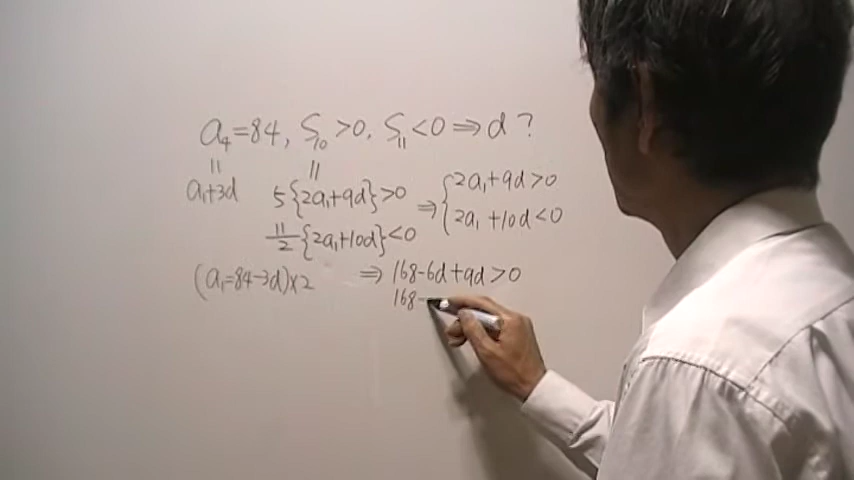 a₄=84, S₁₀>0, S₁₁<0⇒d?
||
||
a₁+3d
5{2a₁+9d}>0
⇒{2a₁+9d>0
2a₁+10d<0
11/2{2a₁+10d}<0
(a₁=84-3d)×2
⇒168-6d+9d>0
168-